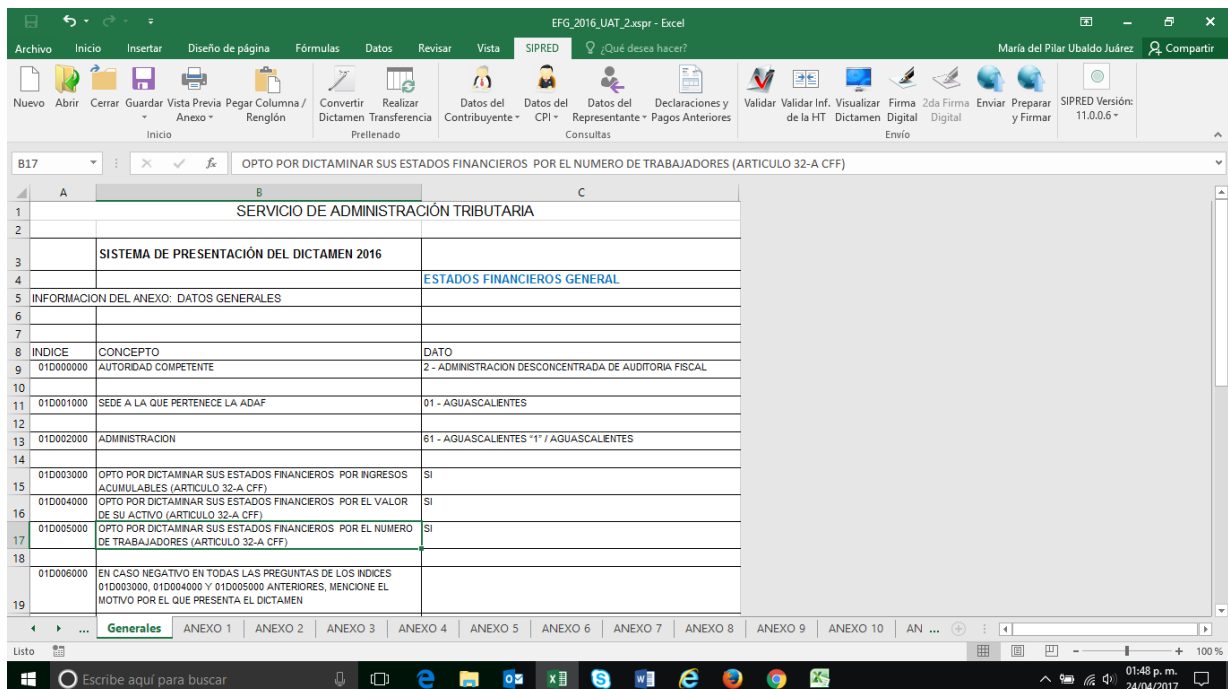 EFG_2016_UAT_2.xspr - Excel
Archivo Inicio Insertar Diseño de página Fórmulas Datos Revisar Vista SIPRED ¿Qué desea hacer? María del Pilar Ubaldo Juárez Compartir
Nuevo Abrir Cerrar Guardar Vista Previa Anexo Pegar Columna / Renglón Convertir Dictamen Realizar Transferencia Datos del Contribuyente Datos del CPI Datos del Representante Declaraciones y Pagos Anteriores Validar Validar Inf. de la HT Visualizar Dictamen Firma Digital 2da Firma Digital Enviar Preparar y Firmar SIPRED Versión: 11.0.0.6
Inicio Prellenado Consultas Envío
B17 fx OPTO POR DICTAMINAR SUS ESTADOS FINANCIEROS POR EL NUMERO DE TRABAJADORES (ARTICULO 32-A CFF)
A B C
1 SERVICIO DE ADMINISTRACIÓN TRIBUTARIA
2
3 SISTEMA DE PRESENTACIÓN DEL DICTAMEN 2016
4 ESTADOS FINANCIEROS GENERAL
5 INFORMACION DEL ANEXO: DATOS GENERALES
6
7
8 INDICE CONCEPTO DATO
9 01D000000 AUTORIDAD COMPETENTE 2 - ADMINISTRACION DESCONCENTRADA DE AUDITORIA FISCAL
10
11 01D001000 SEDE A LA QUE PERTENECE LA ADAF 01 - AGUASCALIENTES
12
13 01D002000 ADMINISTRACION 61 - AGUASCALIENTES "1" / AGUASCALIENTES
14
01D003000 OPTO POR DICTAMINAR SUS ESTADOS FINANCIEROS POR INGRESOS SI
15 ACUMULABLES (ARTICULO 32-A CFF)
01D004000 OPTO POR DICTAMINAR SUS ESTADOS FINANCIEROS POR EL VALOR SI
16 DE SU ACTIVO (ARTICULO 32-A CFF)
01D005000 OPTO POR DICTAMINAR SUS ESTADOS FINANCIEROS POR EL NUMERO SI
17 DE TRABAJADORES (ARTICULO 32-A CFF)
18
01D006000 EN CASO NEGATIVO EN TODAS LAS PREGUNTAS DE LOS INDICES
01D003000, 01D004000 Y 01D005000 ANTERIORES, MENCIONE EL
19 MOTIVO POR EL QUE PRESENTA EL DICTAMEN
... Generales ANEXO 1 ANEXO 2 ANEXO 3 ANEXO 4 ANEXO 5 ANEXO 6 ANEXO 7 ANEXO 8 ANEXO 9 ANEXO 10 AN ...
Listo 100 %
Escribe aquí para buscar 01:48 p. m.
24/04/2017